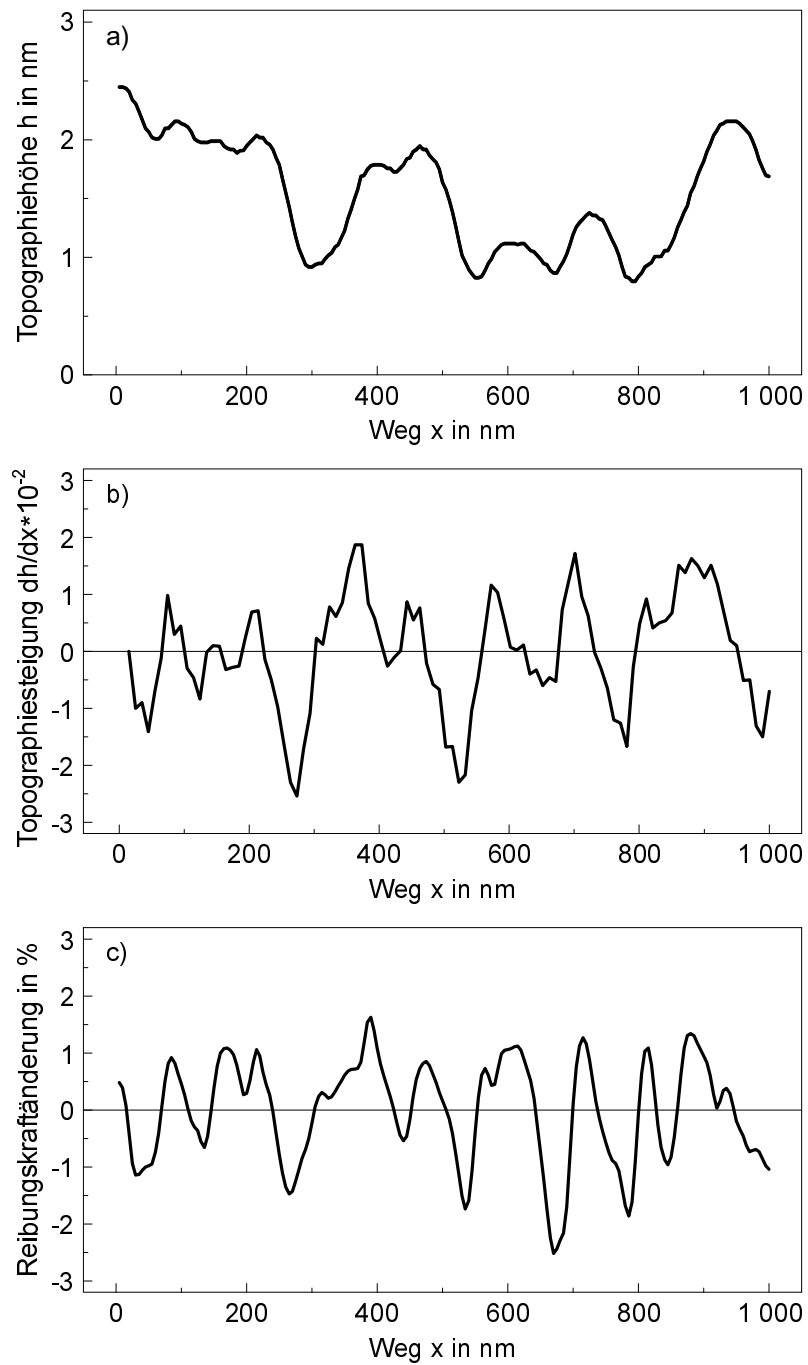 a)
Topographiehöhe h in nm
3
2
1
0
0 200 400 600 800 1 000
Weg x in nm
b)
Topographiesteigung dh/dx*10-2
3
2
1
0
-1
-2
-3
0 200 400 600 800 1 000
Weg x in nm
c)
Reibungskraftänderung in %
3
2
1
0
-1
-2
-3
0 200 400 600 800 1 000
Weg x in nm